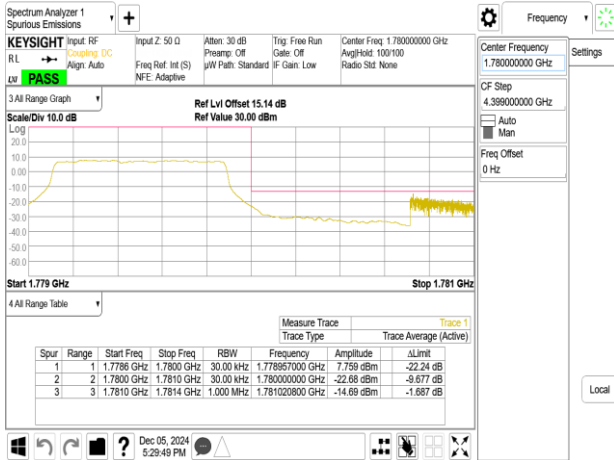 Spectrum Analyzer 1
Spurious Emissions
Frequency
Settings
KEYSIGHT
RL
LXI
PASS
Input: RF
Coupling: DC
Align: Auto
Input Z: 50 Ω
Freq Ref: Int (S)
NFE: Adaptive
Atten: 30 dB
Preamp: Off
µW Path: Standard
Trig: Free Run
Gate: Off
IF Gain: Low
Center Freq: 1.780000000 GHz
Avg|Hold: 100/100
Radio Std: None
Center Frequency
1.780000000 GHz
CF Step
4.399000000 GHz
Auto
Man
Freq Offset
0 Hz
Local
3 All Range Graph
Scale/Div 10.0 dB
Ref Lvl Offset 15.14 dB
Ref Value 30.00 dBm
Log
20.0
10.0
0.00
-10.0
-20.0
-30.0
-40.0
-50.0
-60.0
Start 1.779 GHz
Stop 1.781 GHz
4 All Range Table
Measure Trace Trace 1
Trace Type Trace Average (Active)
Spur Range Start Freq Stop Freq RBW Frequency Amplitude ΔLimit
1 1 1.7786 GHz 1.7800 GHz 30.00 kHz 1.778957000 GHz 7.759 dBm -22.24 dB
2 2 1.7800 GHz 1.7810 GHz 30.00 kHz 1.780000000 GHz -22.68 dBm -9.677 dB
3 3 1.7810 GHz 1.7814 GHz 1.000 MHz 1.781020800 GHz -14.69 dBm -1.687 dB
?
Dec 05, 2024
5:29:49 PM